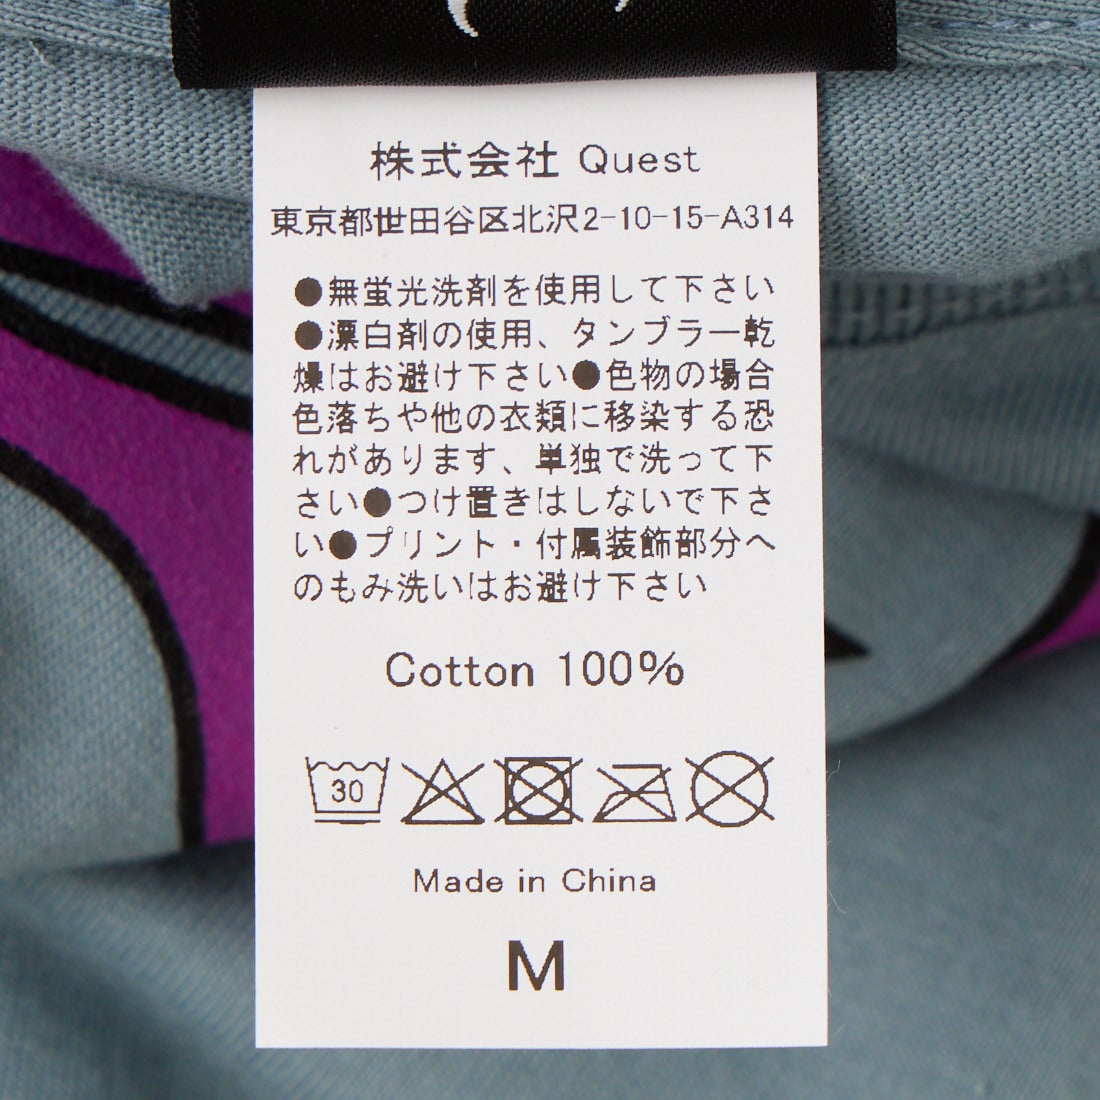 株式会社 Quest
東京都世田谷区北沢2-10-15-A314
●無蛍光洗剤を使用して下さい
●漂白剤の使用、タンブラー乾
燥はお避け下さい●色物の場合
色落ちや他の衣類に移染する恐
れがあります、単独で洗って下
さい●つけ置きはしないで下さ
い●プリント・付属装飾部分へ
のもみ洗いはお避け下さい
Cotton 100%
30
Made in China
M